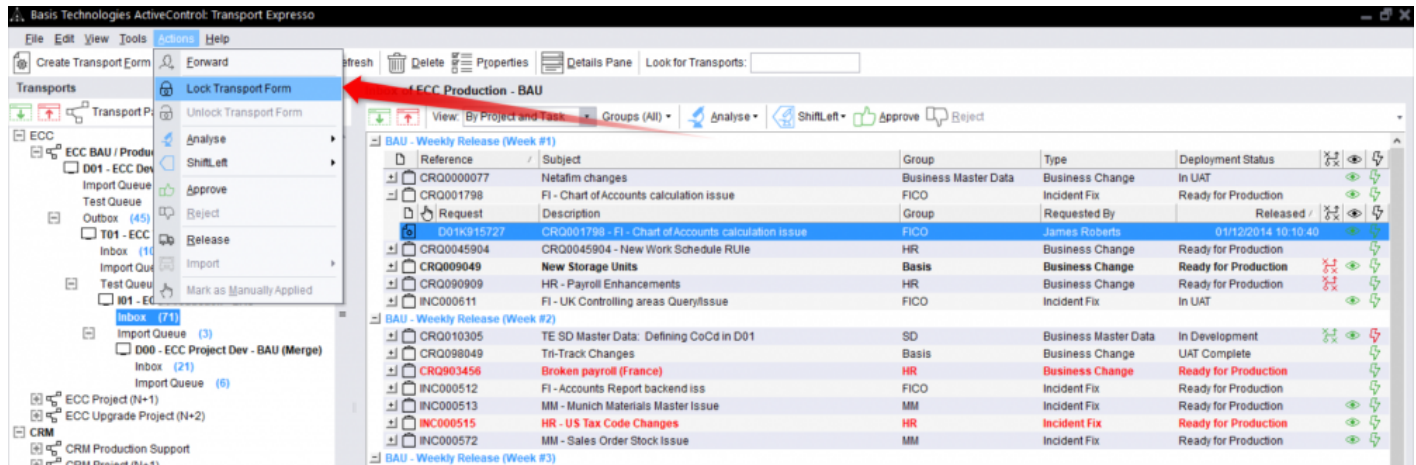 Basis Technologies ActiveControl: Transport Expresso
File Edit View Tools Actions Help
Create Transport Form
Delete Properties Details Pane Look for Transports:
Transports
Transport
ECC
ECC BAU /
D01 - ECC
Import Queue
Test Queue
Outbox (45)
T01 - ECC
Inbox
Import
Test
I01 -
Inbox (71)
Import Queue (3)
D00 - ECC Project Dev - BAU (Merge)
Inbox (21)
Import Queue (6)
ECC Project (N+1)
ECC Upgrade Project (N+2)
CRM
CRM Production Support
CRM Project (N+1)
Forward
Lock Transport Form
Unlock Transport Form
Analyse
ShiftLeft
Approve
Reject
Release
Import
Mark as Manually Applied
of ECC Production - BAU
View: By Project and Task Groups (All) Analyse ShiftLeft Approve Reject
BAU - Weekly Release (Week #1)
Reference Subject Group Type Deployment Status
CRQ0000077 Netafim changes Business Master Data Business Change In UAT
CRQ001798 FI - Chart of Accounts calculation issue FICO Incident Fix Ready for Production
Request Description Group Requested By Released
D01K915727 CRQ001798 - FI - Chart of Accounts calculation issue FICO James Roberts 01/12/2014 10:10:40
CRQ0045904 CRQ0045904 - New Work Schedule RUle HR Business Change Ready for Production
CRQ009049 New Storage Units Basis Business Change Ready for Production
CRQ090909 HR - Payroll Enhancements HR Business Change Ready for Production
INC000611 FI - UK Controlling areas Query/Issue FICO Incident Fix In UAT
BAU - Weekly Release (Week #2)
CRQ010305 TE SD Master Data: Defining CoCd in D01 SD Business Master Data In Development
CRQ098049 Tri-Track Changes Basis Business Change UAT Complete
CRQ903456 Broken payroll (France) HR Business Change Ready for Production
INC000512 FI - Accounts Report backend iss FICO Incident Fix Ready for Production
INC000513 MM - Munich Materials Master Issue MM Incident Fix Ready for Production
INC000515 HR - US Tax Code Changes HR Incident Fix Ready for Production
INC000572 MM - Sales Order Stock Issue MM Incident Fix Ready for Production
BAU - Weekly Release (Week #3)